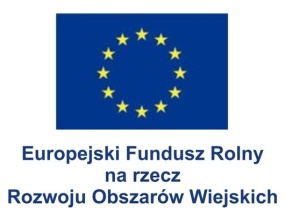 Europejski Fundusz Rolny
na rzecz
Rozwoju Obszarów Wiejskich